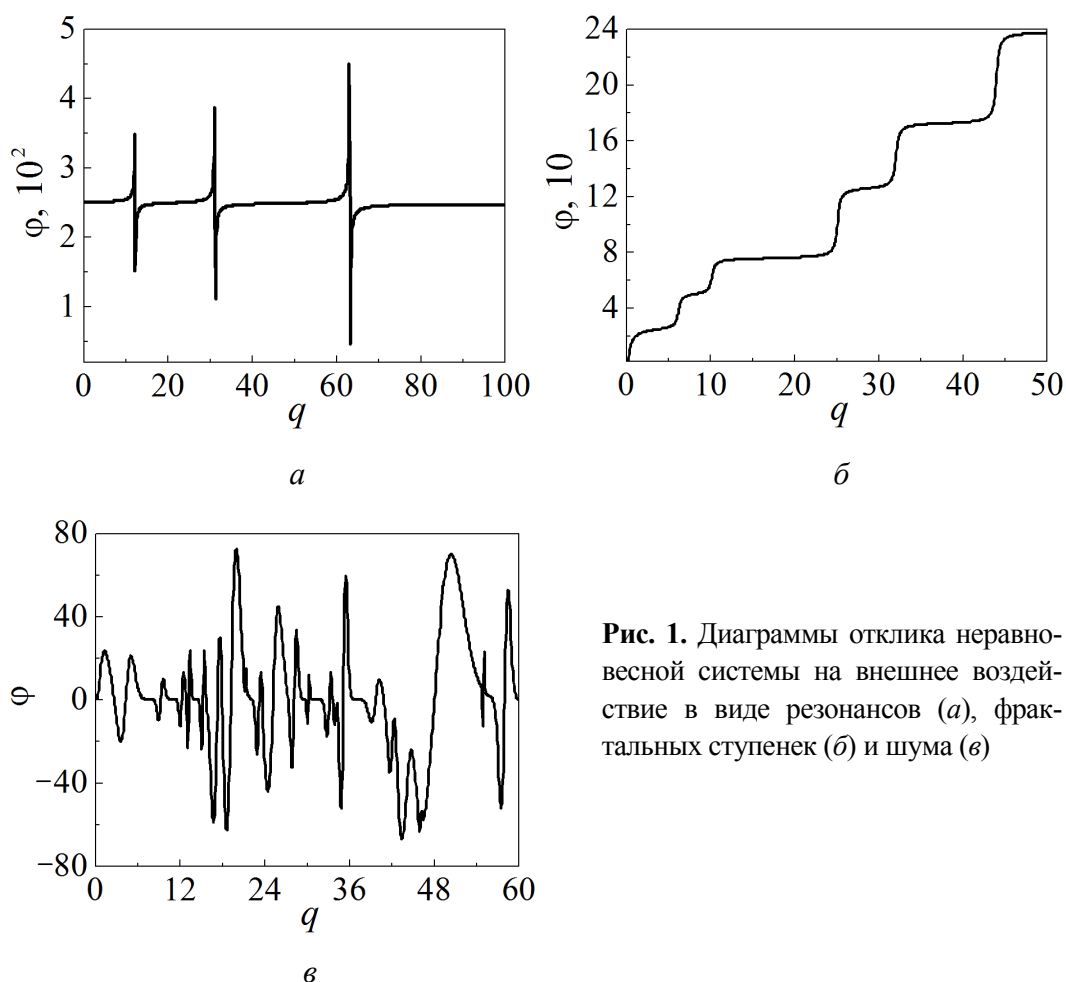 5
4
3
2
1
φ, 10²
0 20 40 60 80 100
q
а
24
20
16
12
8
4
φ, 10
0 10 20 30 40 50
q
б
80
40
0
−40
−80
φ
0 12 24 36 48 60
q
в
Рис. 1. Диаграммы отклика неравно-
весной системы на внешнее воздей-
ствие в виде резонансов (а), фрак-
тальных ступенек (б) и шума (в)